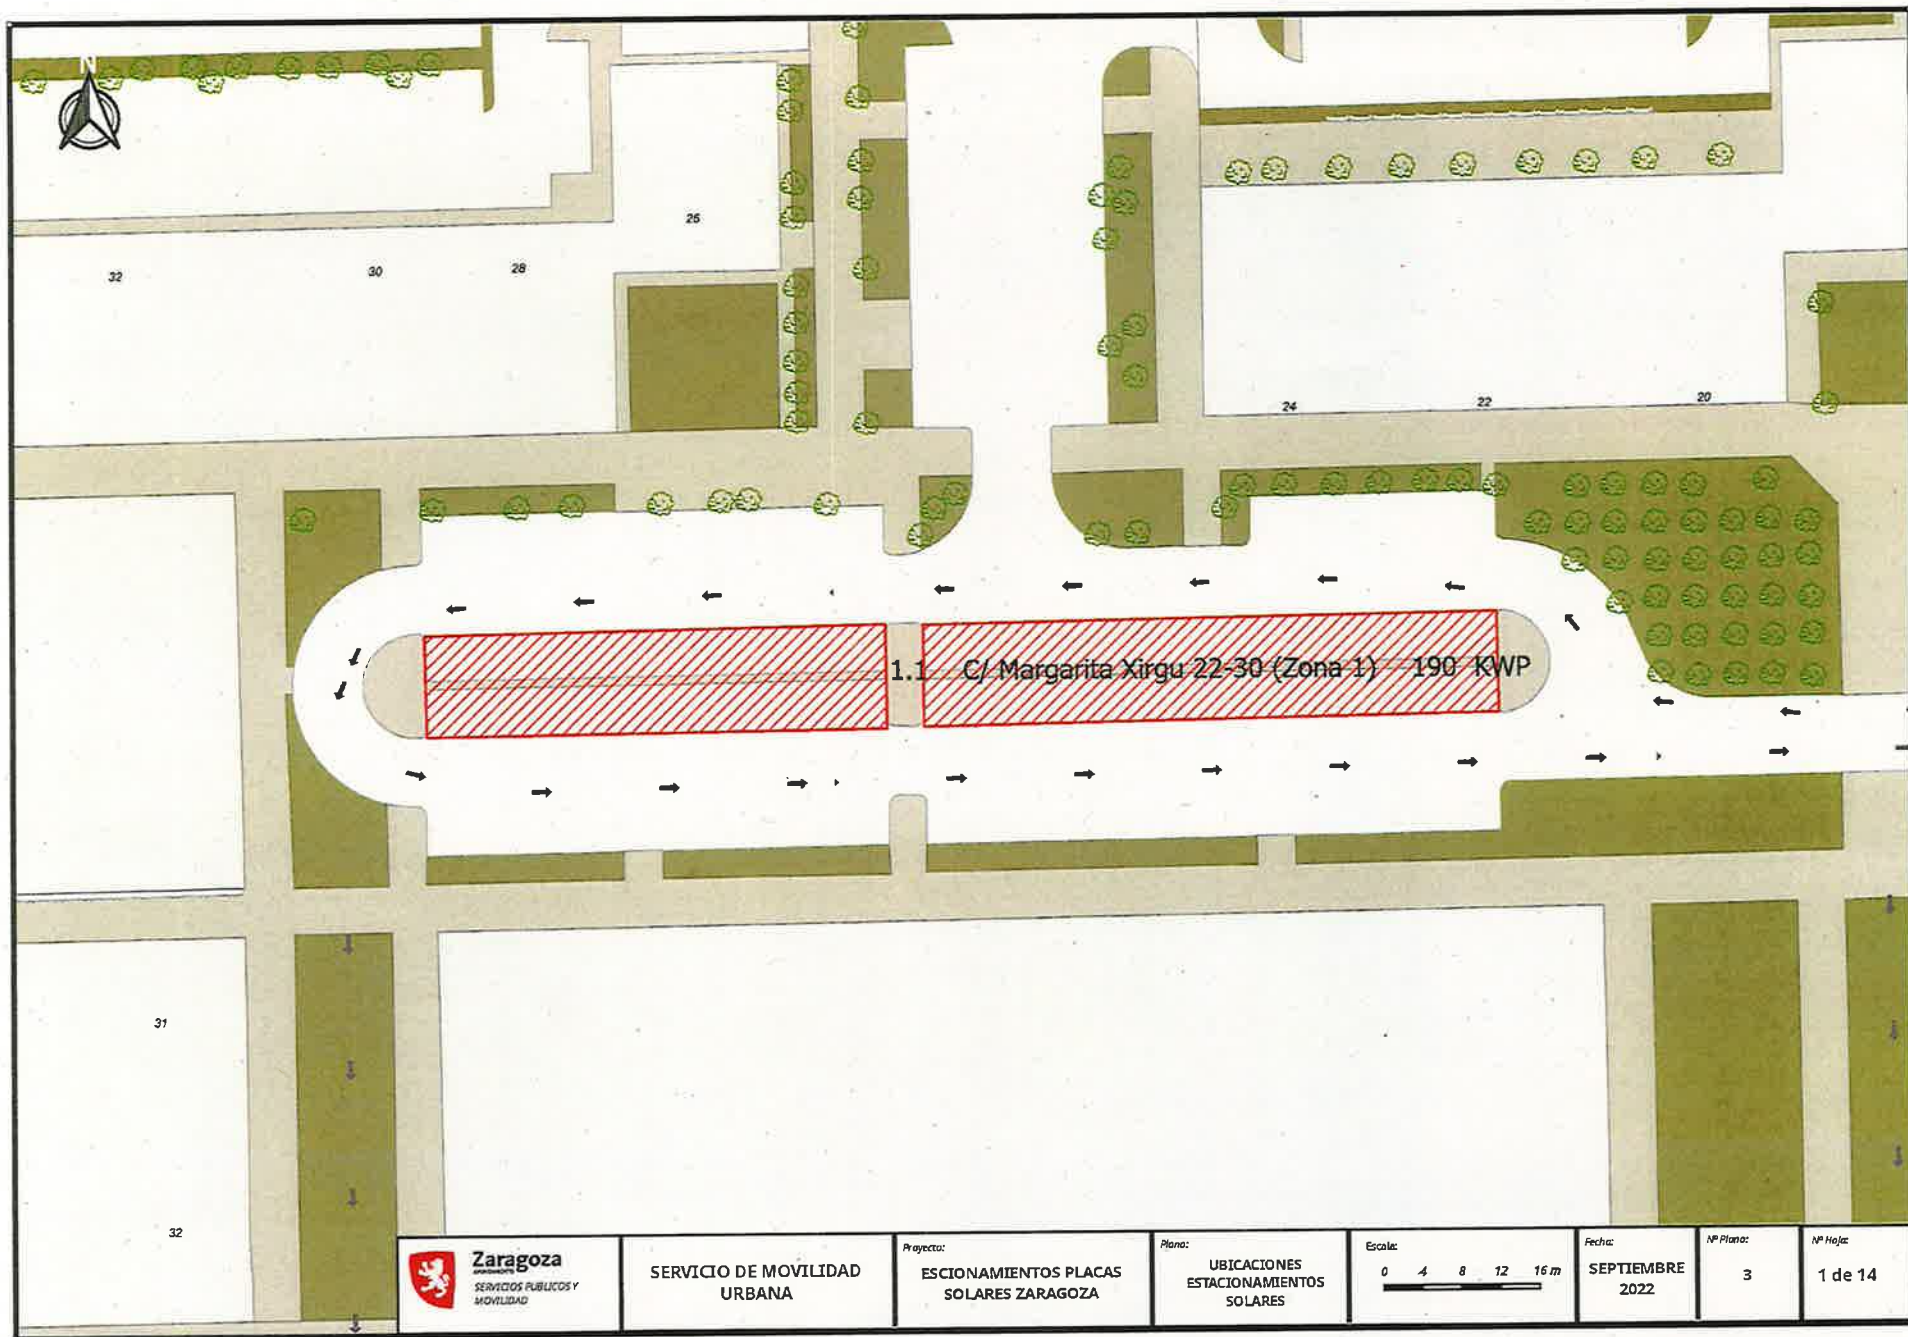 N
26
32
30
28
24
22
20
1.1 C/ Margarita Xirgu 22-30 (Zona 1) 190 KWP
31
32
Zaragoza
AYUNTAMIENTO
SERVICIOS PUBLICOS Y
MOVILIDAD
SERVICIO DE MOVILIDAD
URBANA
Proyecto:
ESCIONAMIENTOS PLACAS
SOLARES ZARAGOZA
Plano:
UBICACIONES
ESTACIONAMIENTOS
SOLARES
Escala:
0 4 8 12 16 m
Fecha:
SEPTIEMBRE
2022
Nº Plano:
3
Nº Hoja:
1 de 14